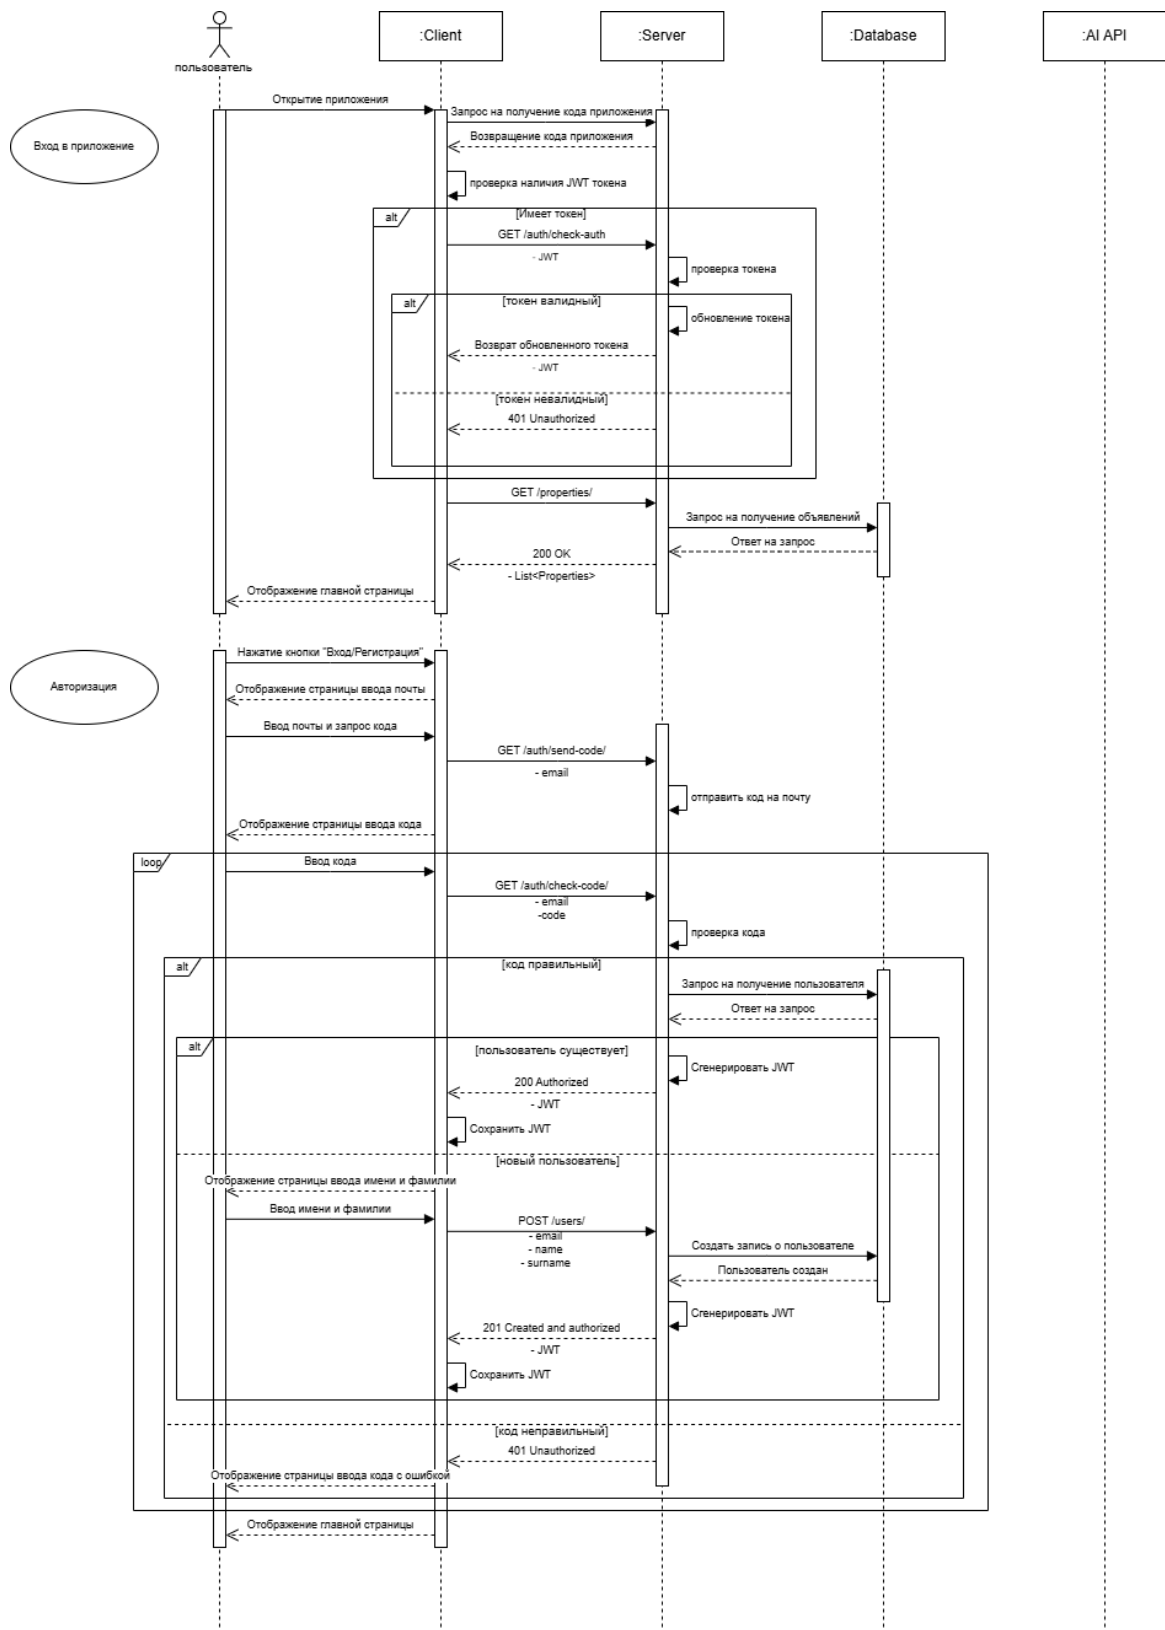 :Client
:Server
:Database
:AI API
пользователь
Открытие приложения
Запрос на получение кода приложения
Возвращение кода приложения
Вход в приложение
проверка наличия JWT токена
alt
[Имеет токен]
GET /auth/check-auth
- JWT
проверка токена
alt
[токен валидный]
обновление токена
Возврат обновленного токена
- JWT
[токен невалидный]
401 Unauthorized
GET /properties/
Запрос на получение объявлений
Ответ на запрос
200 OK
- List<Properties>
Отображение главной страницы
Нажатие кнопки "Вход/Регистрация"
Авторизация
Отображение страницы ввода почты
Ввод почты и запрос кода
GET /auth/send-code/
- email
отправить код на почту
Отображение страницы ввода кода
loop
Ввод кода
GET /auth/check-code/
- email
-code
проверка кода
alt
[код правильный]
Запрос на получение пользователя
Ответ на запрос
alt
[пользователь существует]
Сгенерировать JWT
200 Authorized
- JWT
Сохранить JWT
[новый пользователь]
Отображение страницы ввода имени и фамилии
Ввод имени и фамилии
POST /users/
- email
- name
- surname
Создать запись о пользователе
Пользователь создан
Сгенерировать JWT
201 Created and authorized
- JWT
Сохранить JWT
[код неправильный]
401 Unauthorized
Отображение страницы ввода кода с ошибкой
Отображение главной страницы